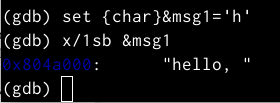 (gdb) set {char}&msg1='h'
(gdb) x/1sb &msg1
0x804a000:	"hello, "
(gdb)